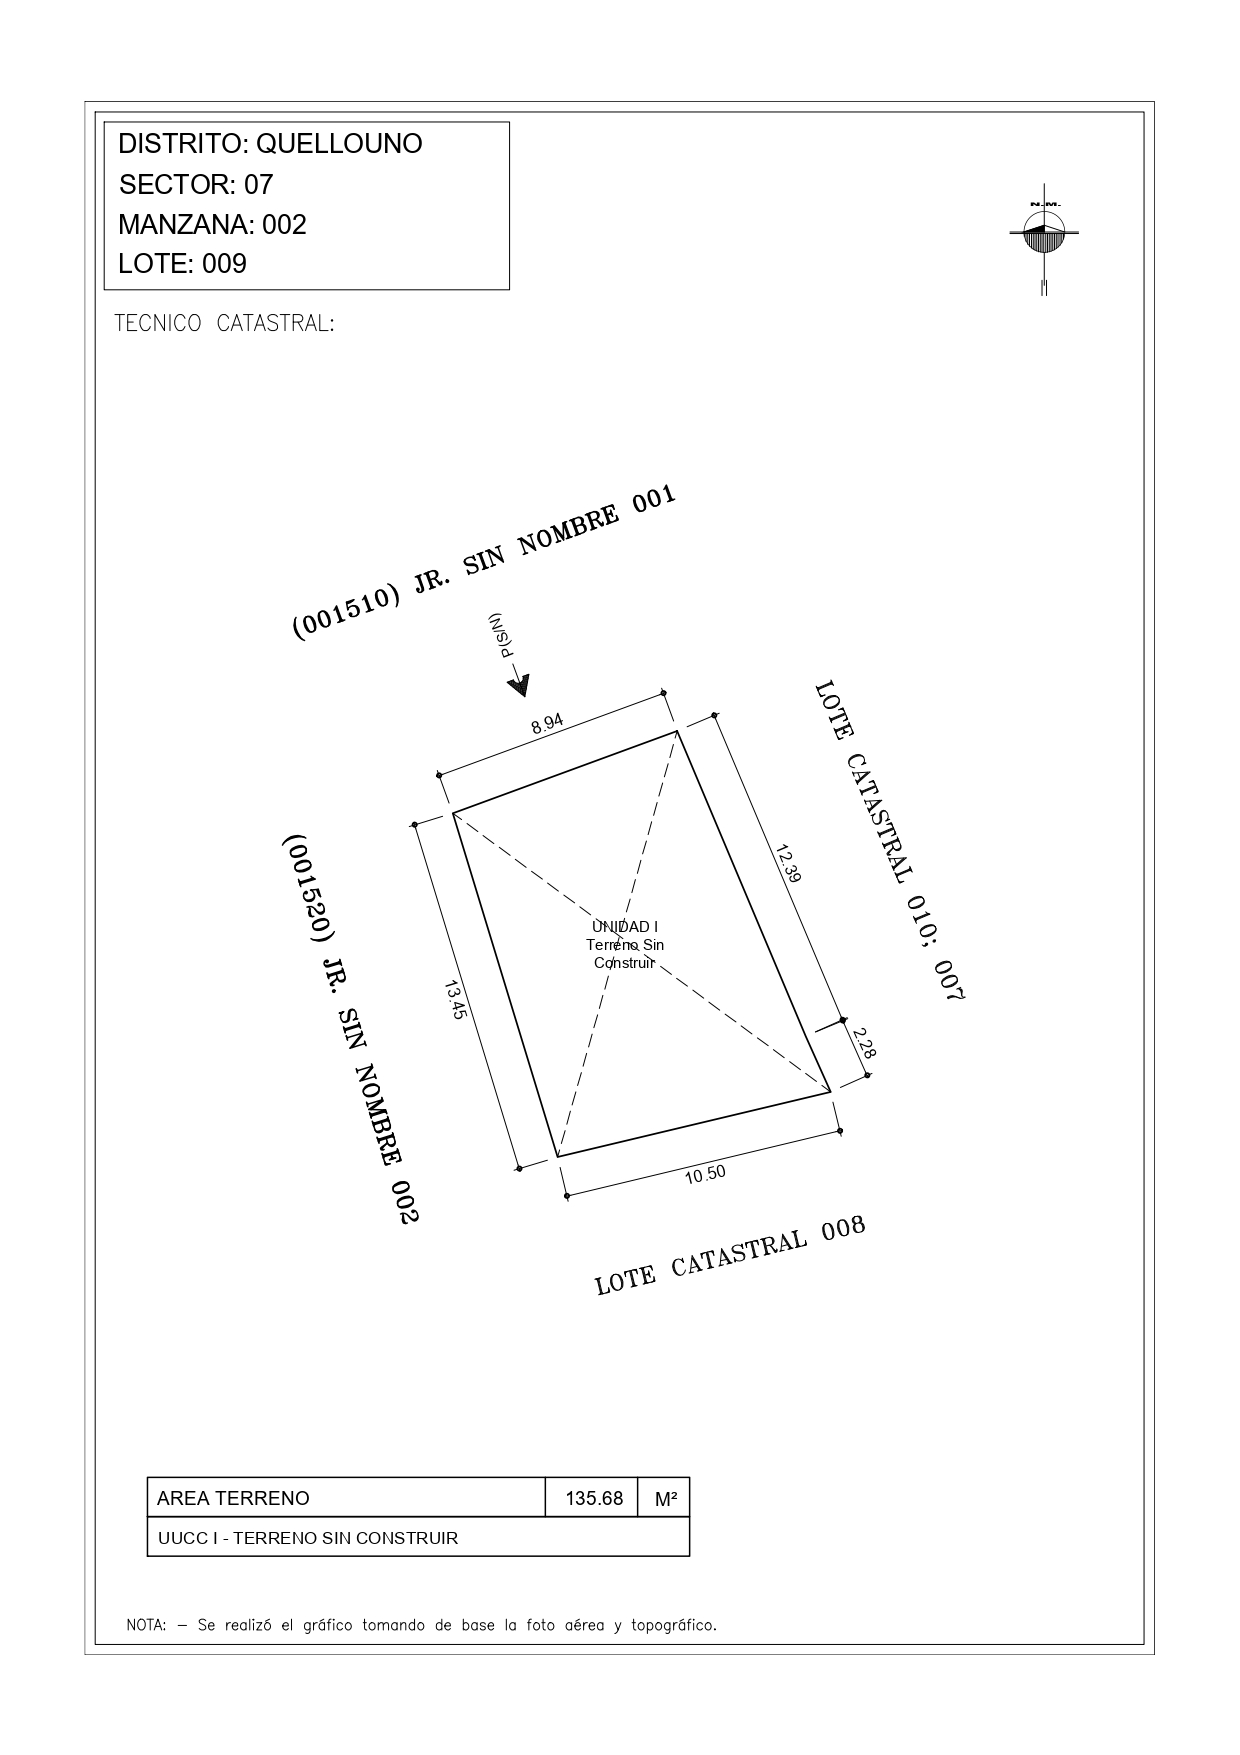 DISTRITO: QUELLOUNO
SECTOR: 07
MANZANA: 002
LOTE: 009
N.M.
TECNICO CATASTRAL:
(001510) JR. SIN NOMBRE 001
P(S/N)
8.94
LOTE CATASTRAL 010; 007
12.39
(001520) JR. SIN NOMBRE 002
13.45
UNIDAD I
Terreno Sin
Construir
2.28
10.50
LOTE CATASTRAL 008
AREA TERRENO 135.68 M²
UUCC I - TERRENO SIN CONSTRUIR
NOTA: - Se realizó el gráfico tomando de base la foto aérea y topográfico.